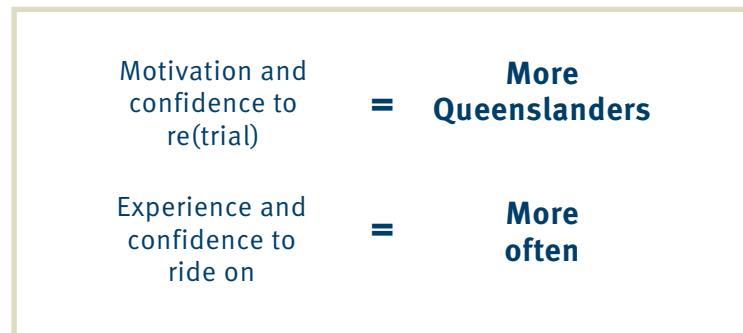 Motivation and
confidence to
re(trial)
=
More
Queenslanders
Experience and
confidence to
ride on
=
More
often